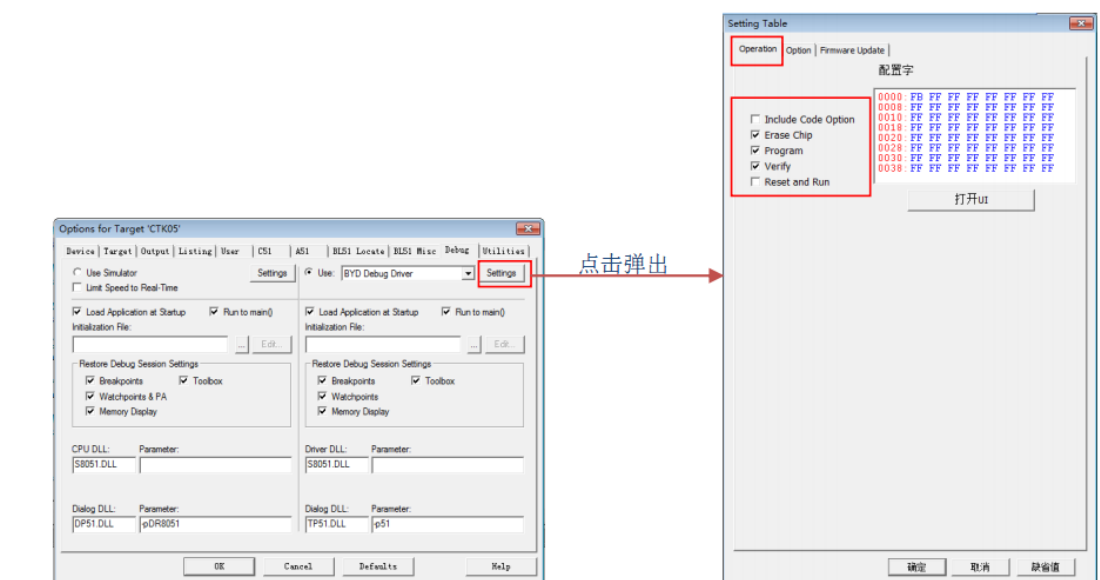 Setting Table
Operation Option Firmware Update
配置字
0000:FB FF FF FF FF FF FF FF
0008:FF FF FF FF FF FF FF FF
0010:FF FF FF FF FF FF FF FF
0018:FF FF FF FF FF FF FF FF
0020:FF FF FF FF FF FF FF FF
0028:FF FF FF FF FF FF FF FF
0030:FF FF FF FF FF FF FF FF
0038:FF FF FF FF FF FF FF FF
Include Code Option
Erase Chip
Program
Verify
Reset and Run
打开UI
确定 取消 缺省值
点击弹出
Options for Target 'CTK05'
Device Target Output Listing User C51 A51 BL51 Locate BL51 Misc Debug Utilities
Use Simulator Settings Use: BYD Debug Driver Settings
Limit Speed to Real-Time
Load Application at Startup Run to main() Load Application at Startup Run to main()
Initialization File: Initialization File:
... Edit... ... Edit...
Restore Debug Session Settings Restore Debug Session Settings
Breakpoints Toolbox Breakpoints Toolbox
Watchpoints & PA Watchpoints
Memory Display Memory Display
CPU DLL: Parameter: Driver DLL: Parameter:
S8051.DLL S8051.DLL
Dialog DLL: Parameter: Dialog DLL: Parameter:
DP51.DLL -pDR8051 TP51.DLL -p51
OK Cancel Defaults Help